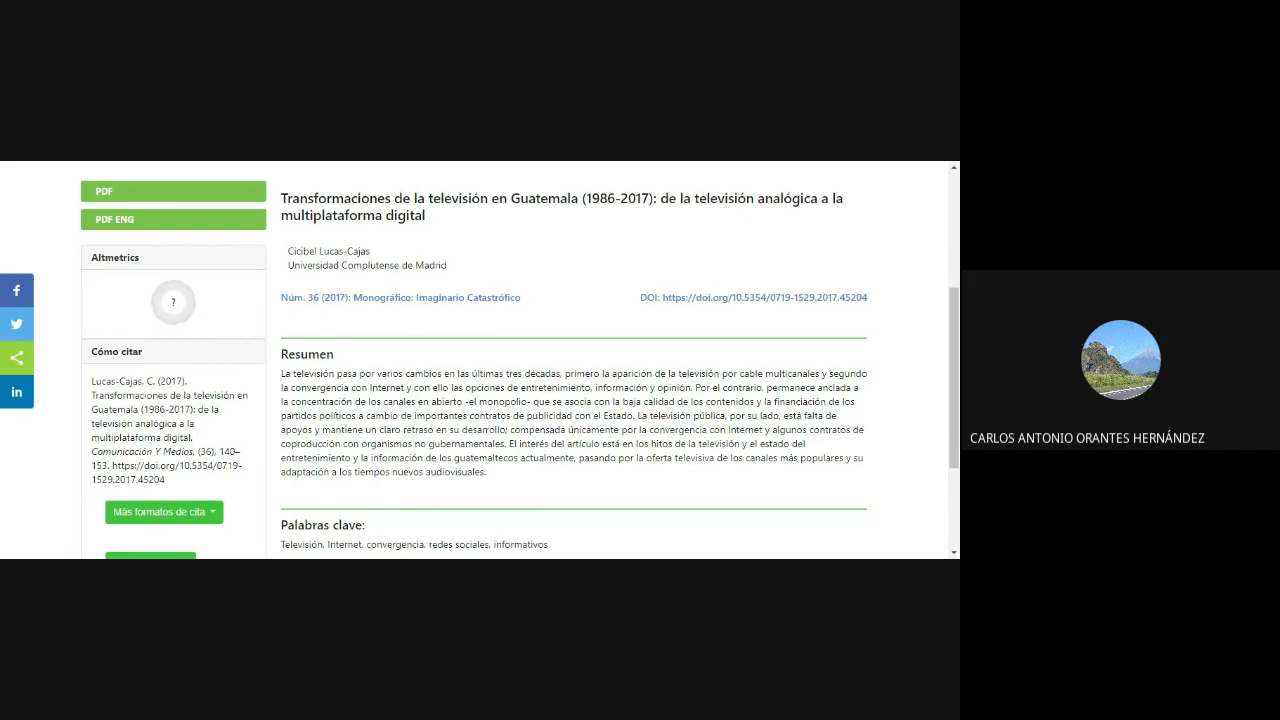 PDF
PDF ENG
Altmetrics
?
Cómo citar
Lucas-Cajas, C. (2017).
Transformaciones de la televisión en
Guatemala (1986-2017): de la
televisión analógica a la
multiplataforma digital.
Comunicación Y Medios, (36), 140–
153. https://doi.org/10.5354/0719-
1529.2017.45204
Más formatos de cita
Transformaciones de la televisión en Guatemala (1986-2017): de la televisión analógica a la
multiplataforma digital
Cicibel Lucas-Cajas
Universidad Complutense de Madrid
Núm. 36 (2017): Monográfico: Imaginario Catastrófico
DOI: https://doi.org/10.5354/0719-1529.2017.45204
Resumen
La televisión pasa por varios cambios en las últimas tres décadas, primero la aparición de la televisión por cable multicanales y segundo
la convergencia con Internet y con ello las opciones de entretenimiento, información y opinión. Por el contrario, permanece anclada a
la concentración de los canales en abierto -el monopolio- que se asocia con la baja calidad de los contenidos y la financiación de los
partidos políticos a cambio de importantes contratos de publicidad con el Estado. La televisión pública, por su lado, está falta de
apoyos y mantiene un claro retraso en su desarrollo; compensada únicamente por la convergencia con Internet y algunos contratos de
coproducción con organismos no gubernamentales. El interés del artículo está en los hitos de la televisión y el estado del
entretenimiento y la información de los guatemaltecos actualmente, pasando por la oferta televisiva de los canales más populares y su
adaptación a los tiempos nuevos audiovisuales.
Palabras clave:
Televisión, Internet, convergencia, redes sociales, informativos
CARLOS ANTONIO ORANTES HERNÁNDEZ